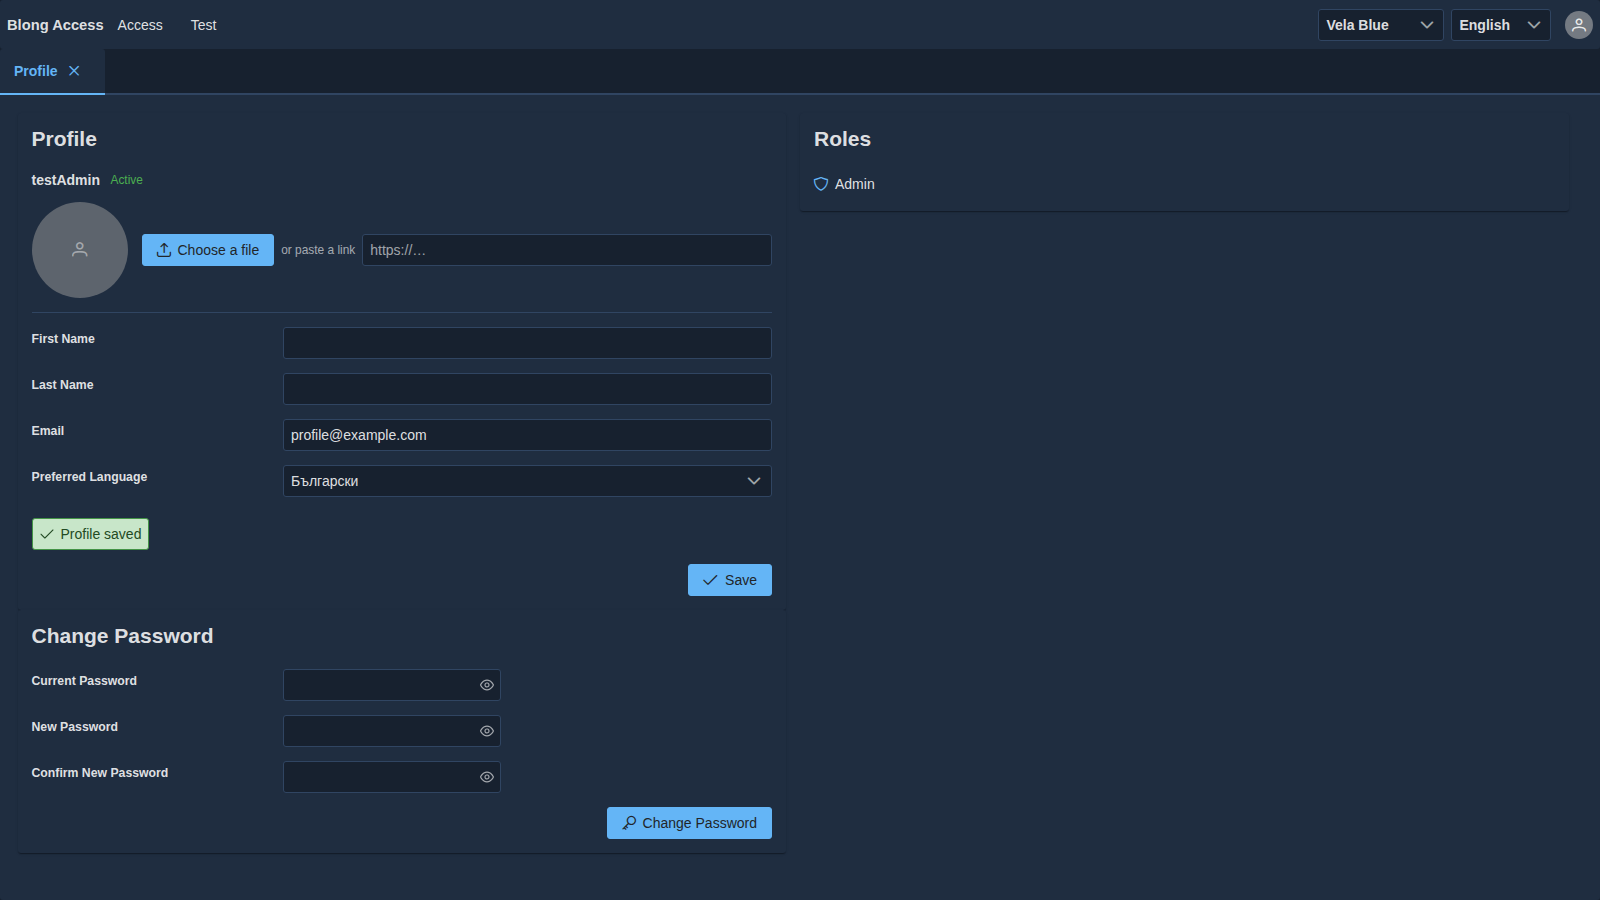 Blong Access Access Test Vela Blue English
Profile
Profile
testAdmin Active
Choose a file or paste a link https://…
First Name
Last Name
Email profile@example.com
Preferred Language Български
Profile saved
Save
Change Password
Current Password
New Password
Confirm New Password
Change Password
Roles
Admin